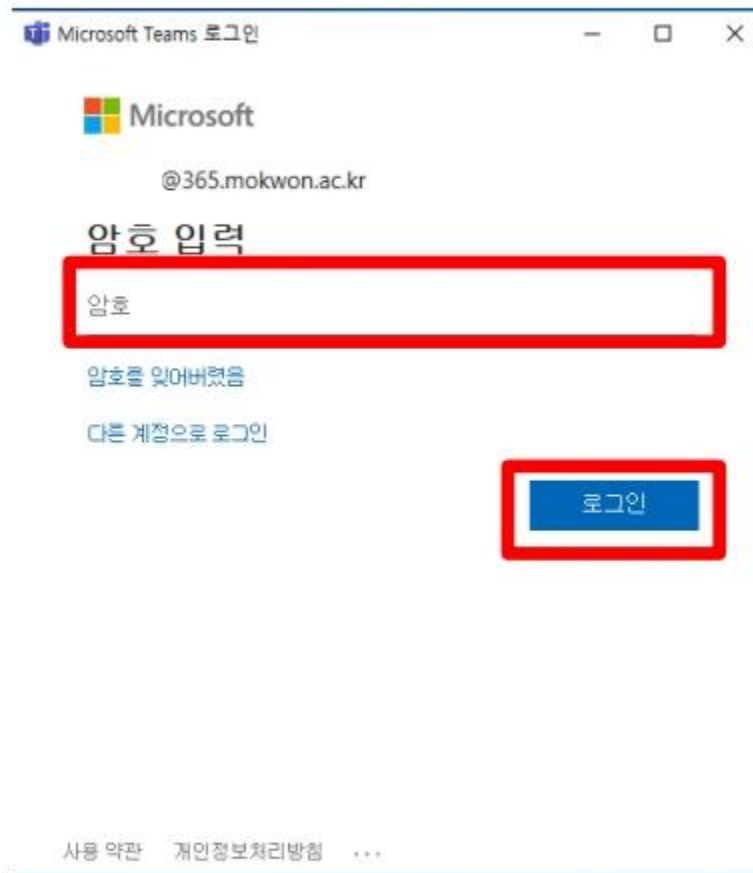 Microsoft Teams 로그인
Microsoft
@365.mokwon.ac.kr
암호 입력
암호
암호를 잊어버렸음
다른 계정으로 로그인
로그인
사용 약관 개인정보처리방침 ...